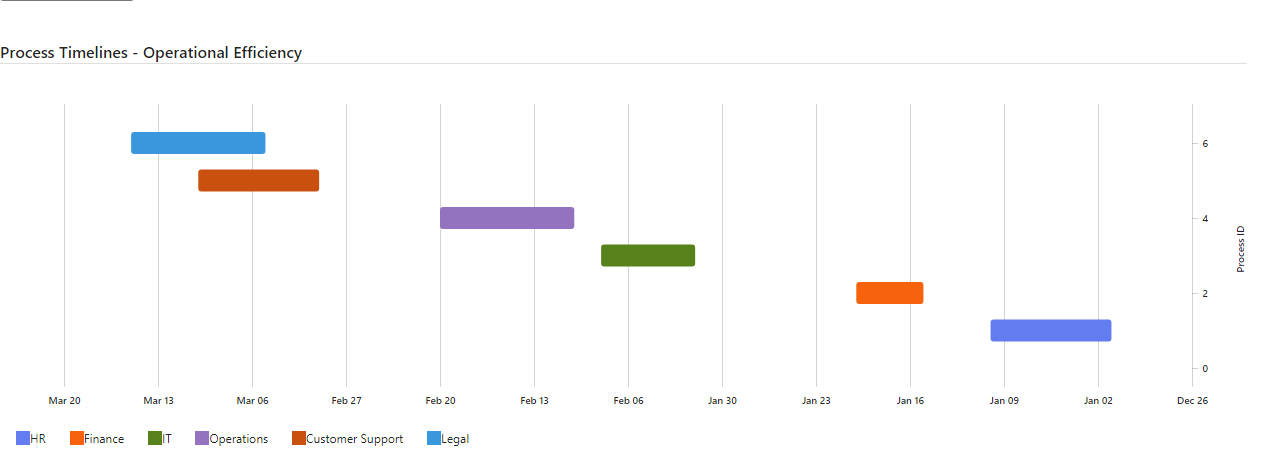 Process Timelines - Operational Efficiency
6
4
2
0
Process ID
Mar 20 Mar 13 Mar 06 Feb 27 Feb 20 Feb 13 Feb 06 Jan 30 Jan 23 Jan 16 Jan 09 Jan 02 Dec 26
HR Finance IT Operations Customer Support Legal